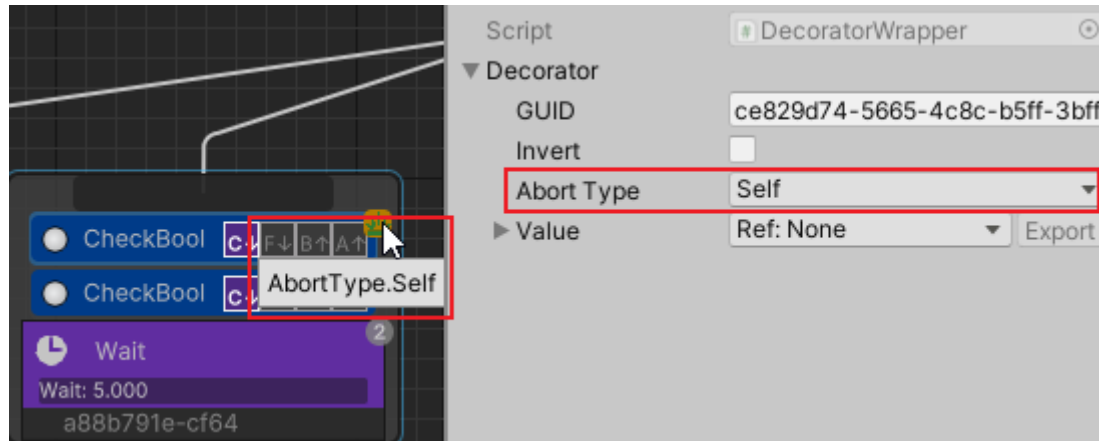 Script
# DecoratorWrapper
Decorator
GUID
ce829d74-5665-4c8c-b5ff-3bff
Invert
Abort Type
Self
Value
Ref: None
Export
CheckBool
C↓ F↓ B↑ A↑
AbortType.Self
CheckBool
C↓
2
Wait
Wait: 5.000
a88b791e-cf64